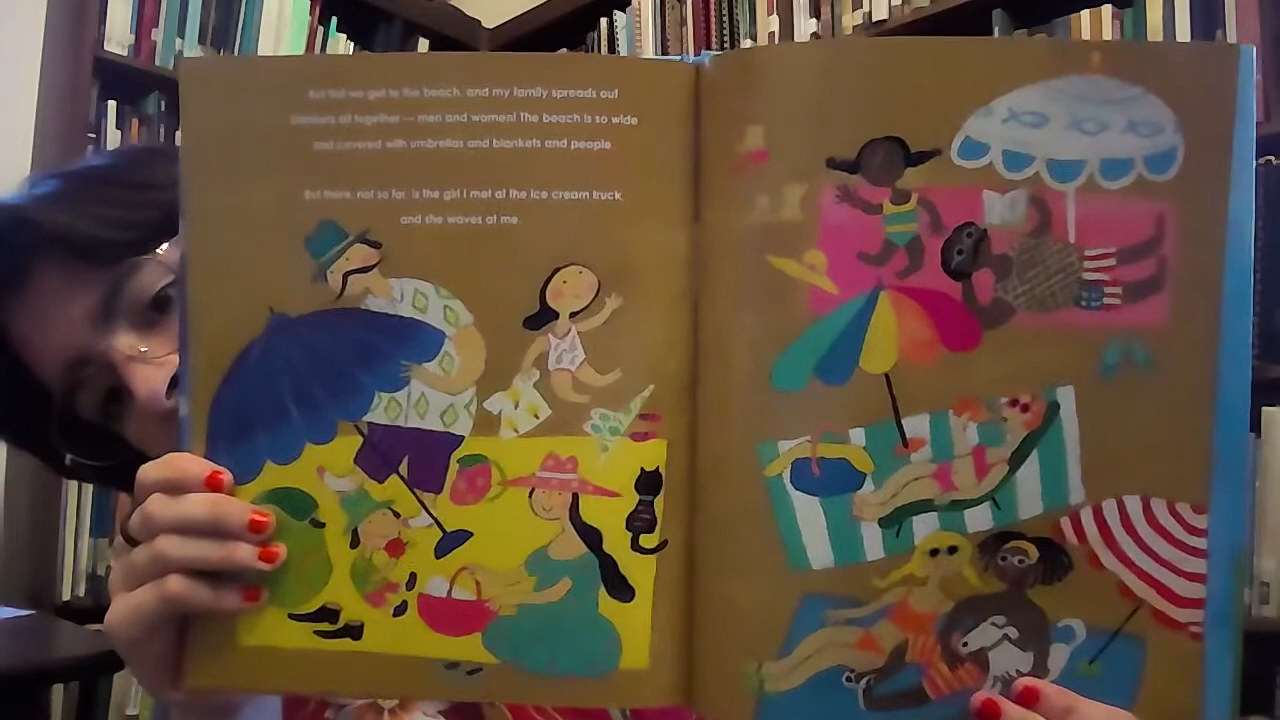 But first we get to the beach, and my family spreads out
ourselves all together — men and women! The beach is so wide
and covered with umbrellas and blankets and people.
But there, not so far, is the girl I met at the ice cream truck,
and she waves at me.